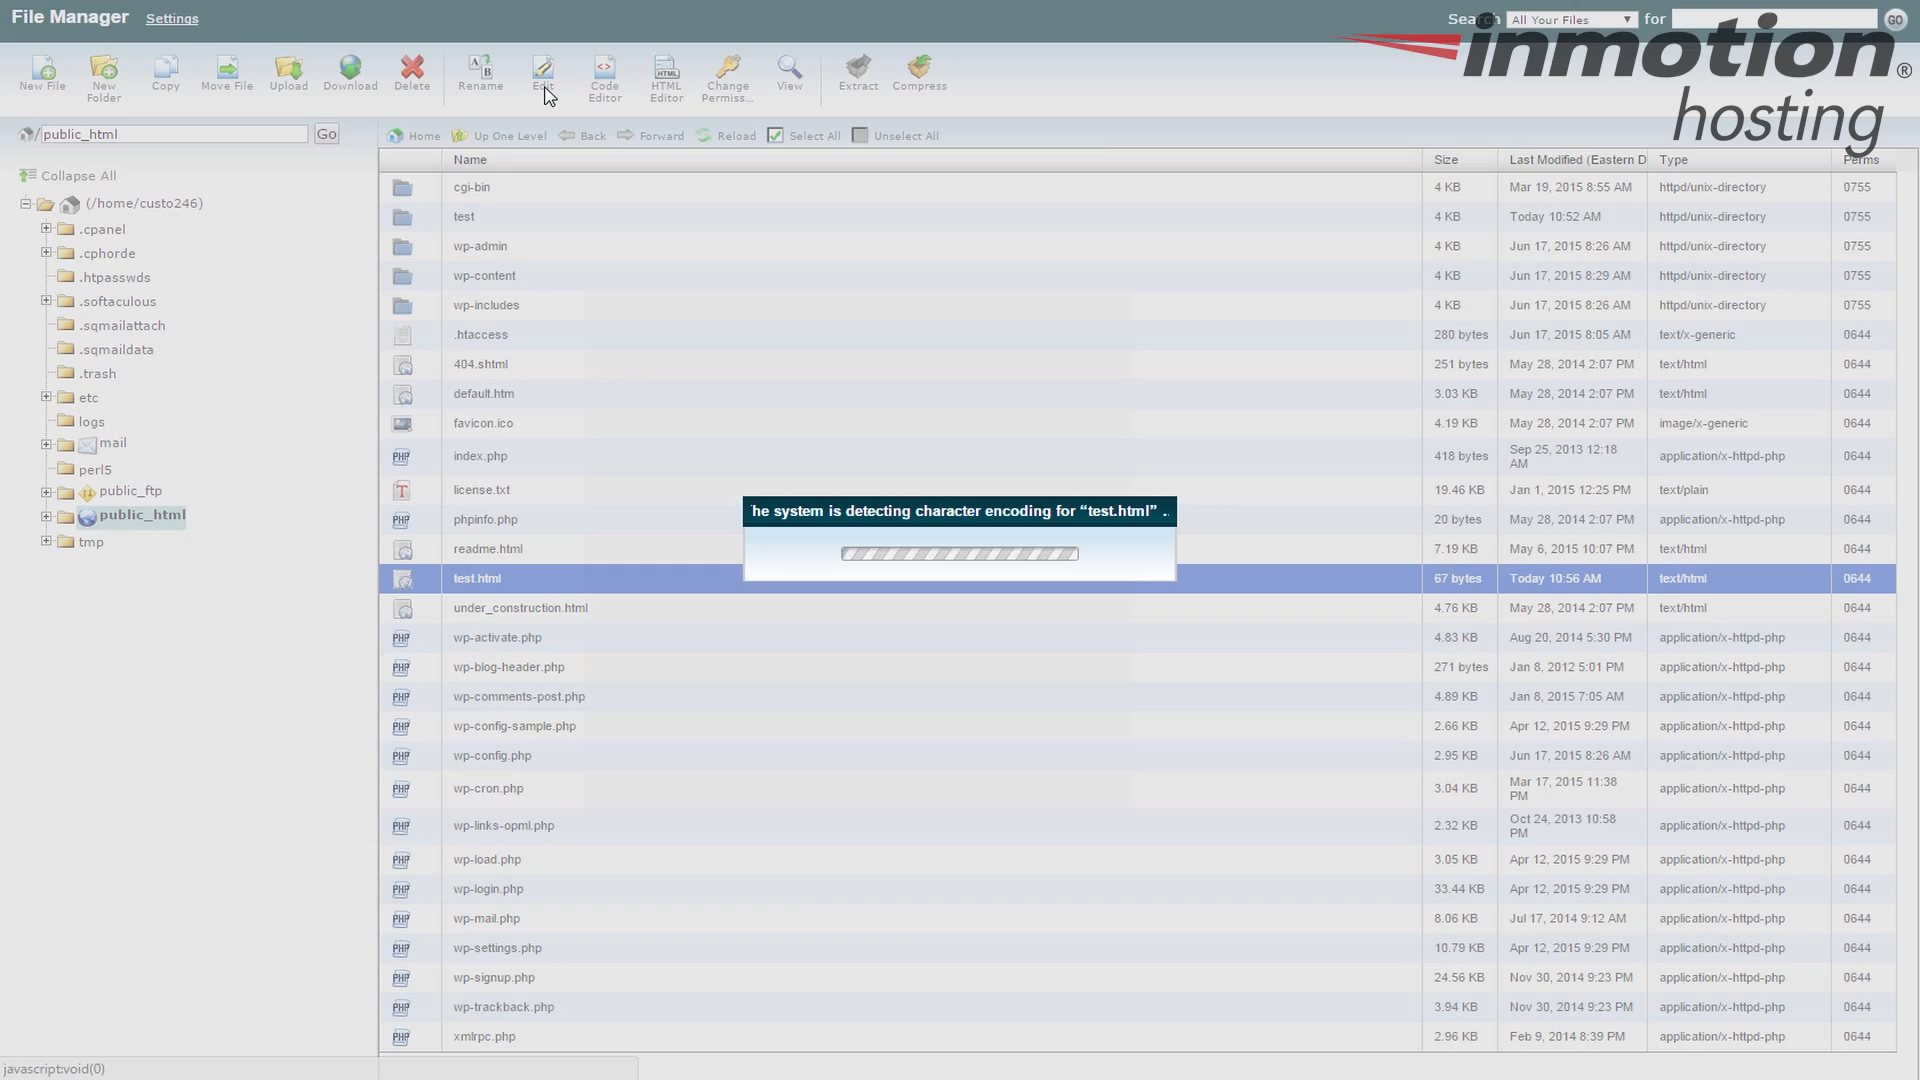 File Manager Settings
Search All Your Files for GO
inmotion®
hosting
New File
New Folder
Copy
Move File
Upload
Download
Delete
Rename
Edit
Code Editor
HTML Editor
Change Permiss...
View
Extract
Compress
/ public_html Go
Home Up One Level Back Forward Reload Select All Unselect All
Collapse All
(/home/custo246)
.cpanel
.cphorde
.htpasswds
.softaculous
.sqmailattach
.sqmaildata
.trash
etc
logs
mail
perl5
public_ftp
public_html
tmp
Name Size Last Modified (Eastern D Type Perms
cgi-bin 4 KB Mar 19, 2015 8:55 AM httpd/unix-directory 0755
test 4 KB Today 10:52 AM httpd/unix-directory 0755
wp-admin 4 KB Jun 17, 2015 8:26 AM httpd/unix-directory 0755
wp-content 4 KB Jun 17, 2015 8:29 AM httpd/unix-directory 0755
wp-includes 4 KB Jun 17, 2015 8:26 AM httpd/unix-directory 0755
.htaccess 280 bytes Jun 17, 2015 8:05 AM text/x-generic 0644
404.shtml 251 bytes May 28, 2014 2:07 PM text/html 0644
default.htm 3.03 KB May 28, 2014 2:07 PM text/html 0644
favicon.ico 4.19 KB May 28, 2014 2:07 PM image/x-generic 0644
PHP index.php 418 bytes Sep 25, 2013 12:18 AM application/x-httpd-php 0644
T license.txt 19.46 KB Jan 1, 2015 12:25 PM text/plain 0644
PHP phpinfo.php 20 bytes May 28, 2014 2:07 PM application/x-httpd-php 0644
he system is detecting character encoding for “test.html” ..
readme.html 7.19 KB May 6, 2015 10:07 PM text/html 0644
test.html 67 bytes Today 10:56 AM text/html 0644
under_construction.html 4.76 KB May 28, 2014 2:07 PM text/html 0644
PHP wp-activate.php 4.83 KB Aug 20, 2014 5:30 PM application/x-httpd-php 0644
PHP wp-blog-header.php 271 bytes Jan 8, 2012 5:01 PM application/x-httpd-php 0644
PHP wp-comments-post.php 4.89 KB Jan 8, 2015 7:05 AM application/x-httpd-php 0644
PHP wp-config-sample.php 2.66 KB Apr 12, 2015 9:29 PM application/x-httpd-php 0644
PHP wp-config.php 2.95 KB Jun 17, 2015 8:26 AM application/x-httpd-php 0644
PHP wp-cron.php 3.04 KB Mar 17, 2015 11:38 PM application/x-httpd-php 0644
PHP wp-links-opml.php 2.32 KB Oct 24, 2013 10:58 PM application/x-httpd-php 0644
PHP wp-load.php 3.05 KB Apr 12, 2015 9:29 PM application/x-httpd-php 0644
PHP wp-login.php 33.44 KB Apr 12, 2015 9:29 PM application/x-httpd-php 0644
PHP wp-mail.php 8.06 KB Jul 17, 2014 9:12 AM application/x-httpd-php 0644
PHP wp-settings.php 10.79 KB Apr 12, 2015 9:29 PM application/x-httpd-php 0644
PHP wp-signup.php 24.56 KB Nov 30, 2014 9:23 PM application/x-httpd-php 0644
PHP wp-trackback.php 3.94 KB Nov 30, 2014 9:23 PM application/x-httpd-php 0644
PHP xmlrpc.php 2.96 KB Feb 9, 2014 8:39 PM application/x-httpd-php 0644
javascript:void(0)